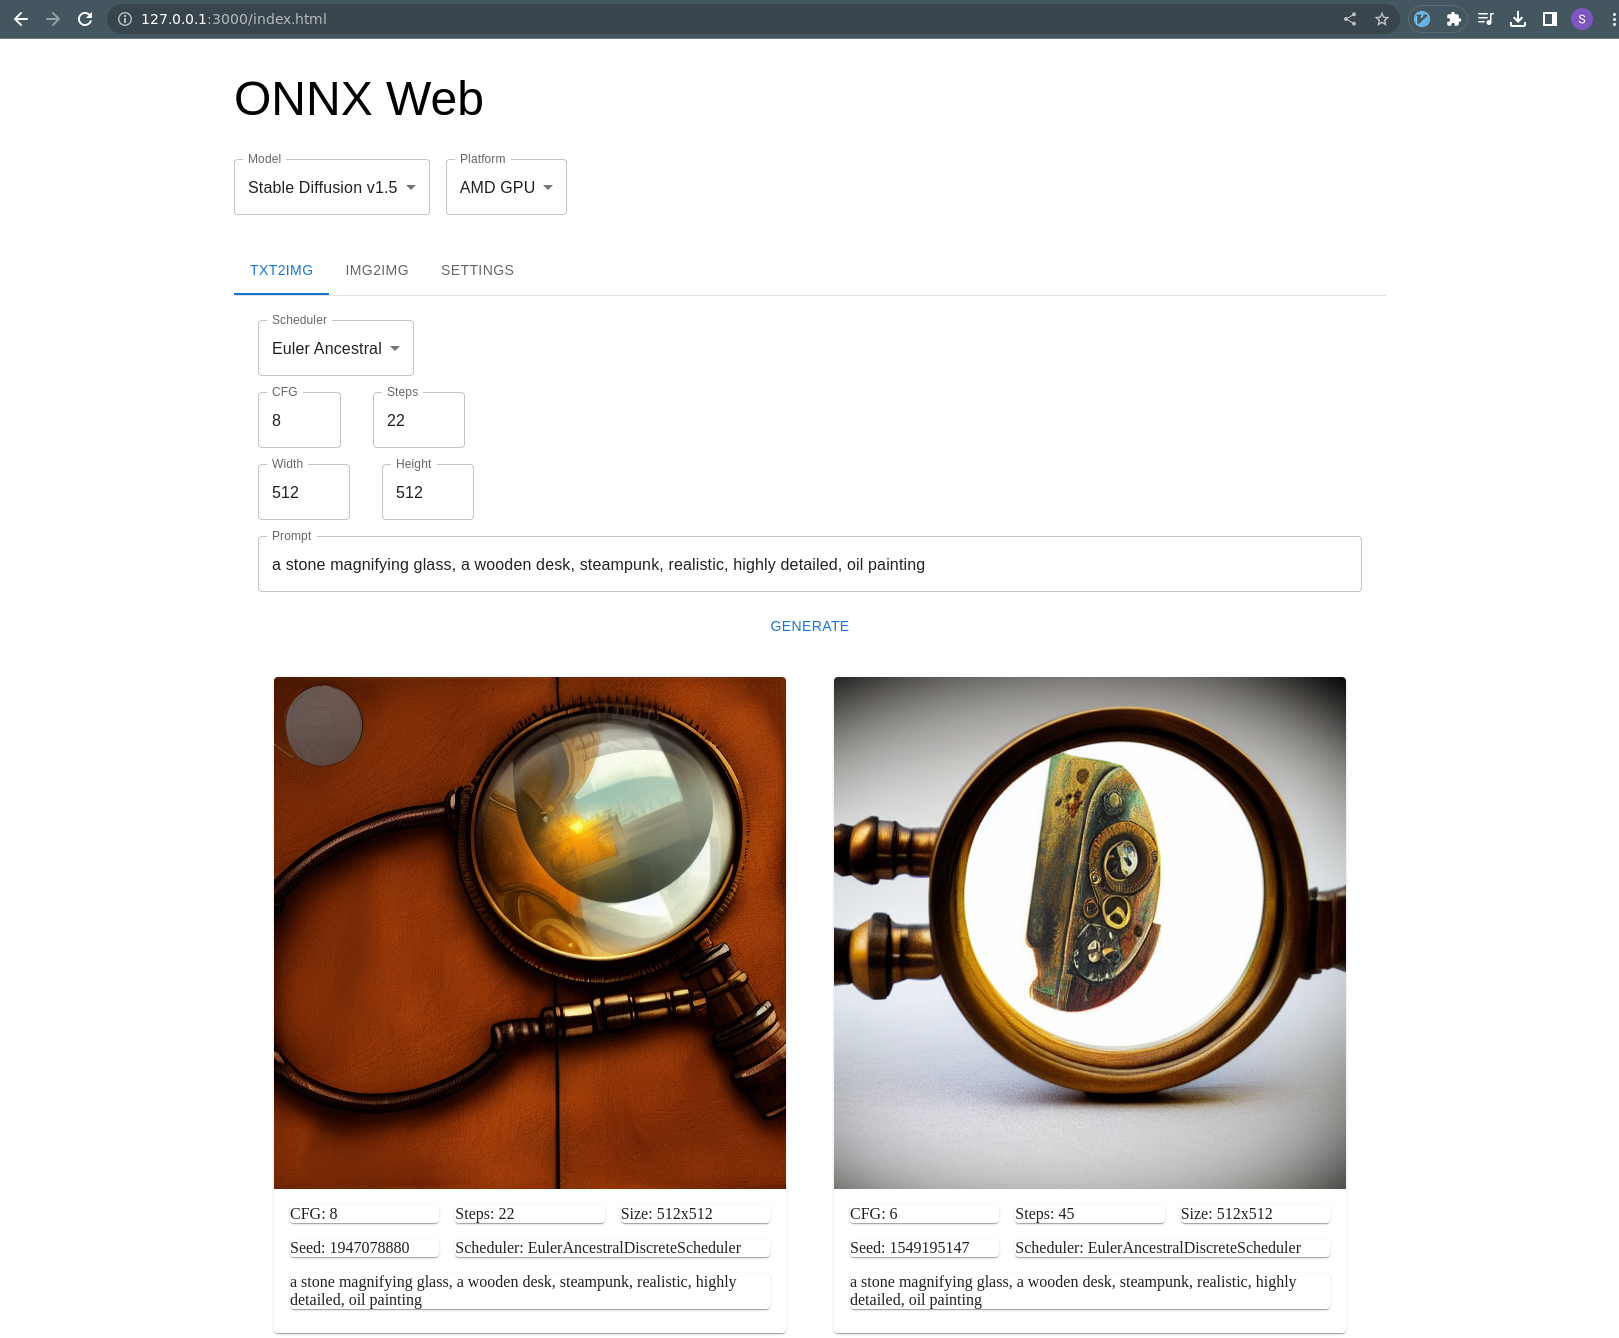 127.0.0.1:3000/index.html
S
ONNX Web
Model
Platform
Stable Diffusion v1.5
AMD GPU
TXT2IMG
IMG2IMG
SETTINGS
Scheduler
Euler Ancestral
CFG
Steps
8
22
Width
Height
512
512
Prompt
a stone magnifying glass, a wooden desk, steampunk, realistic, highly detailed, oil painting
GENERATE
CFG: 8
Steps: 22
Size: 512x512
Seed: 1947078880
Scheduler: EulerAncestralDiscreteScheduler
a stone magnifying glass, a wooden desk, steampunk, realistic, highly
detailed, oil painting
CFG: 6
Steps: 45
Size: 512x512
Seed: 1549195147
Scheduler: EulerAncestralDiscreteScheduler
a stone magnifying glass, a wooden desk, steampunk, realistic, highly
detailed, oil painting